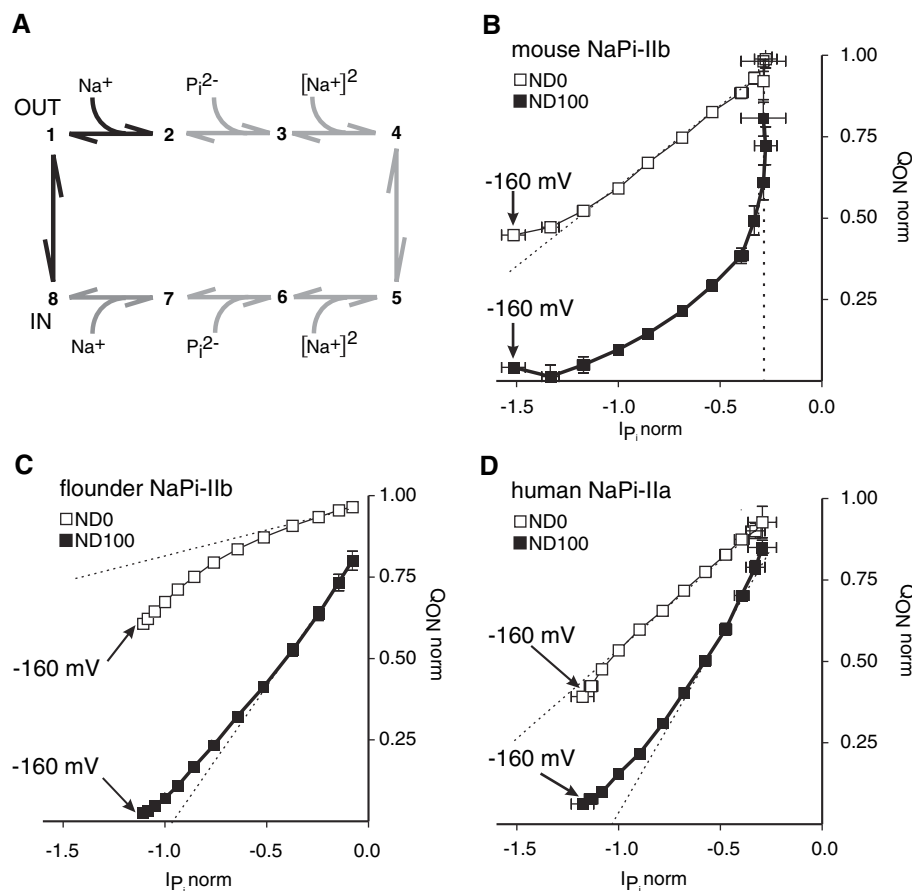 A
Na+
Pi2-
[Na+]2
OUT
1
2
3
4
8
7
6
5
IN
Na+
Pi2-
[Na+]2
B
mouse NaPi-IIb
ND0
ND100
-160 mV
-160 mV
1.00
0.75
0.50
0.25
QON norm
-1.5
-1.0
-0.5
0.0
IPi norm
C
flounder NaPi-IIb
ND0
ND100
-160 mV
-160 mV
1.00
0.75
0.50
0.25
QON norm
-1.5
-1.0
-0.5
-0.0
IPi norm
D
human NaPi-IIa
ND0
ND100
-160 mV
-160 mV
1.00
0.75
0.50
0.25
QON norm
-1.5
-1.0
-0.5
0.0
IPi norm